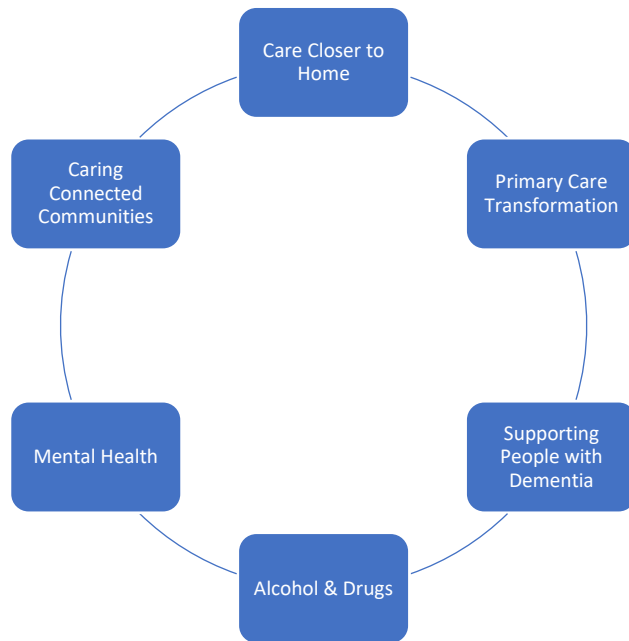 Care Closer to
Home
Primary Care
Transformation
Supporting
People with
Dementia
Alcohol & Drugs
Mental Health
Caring
Connected
Communities